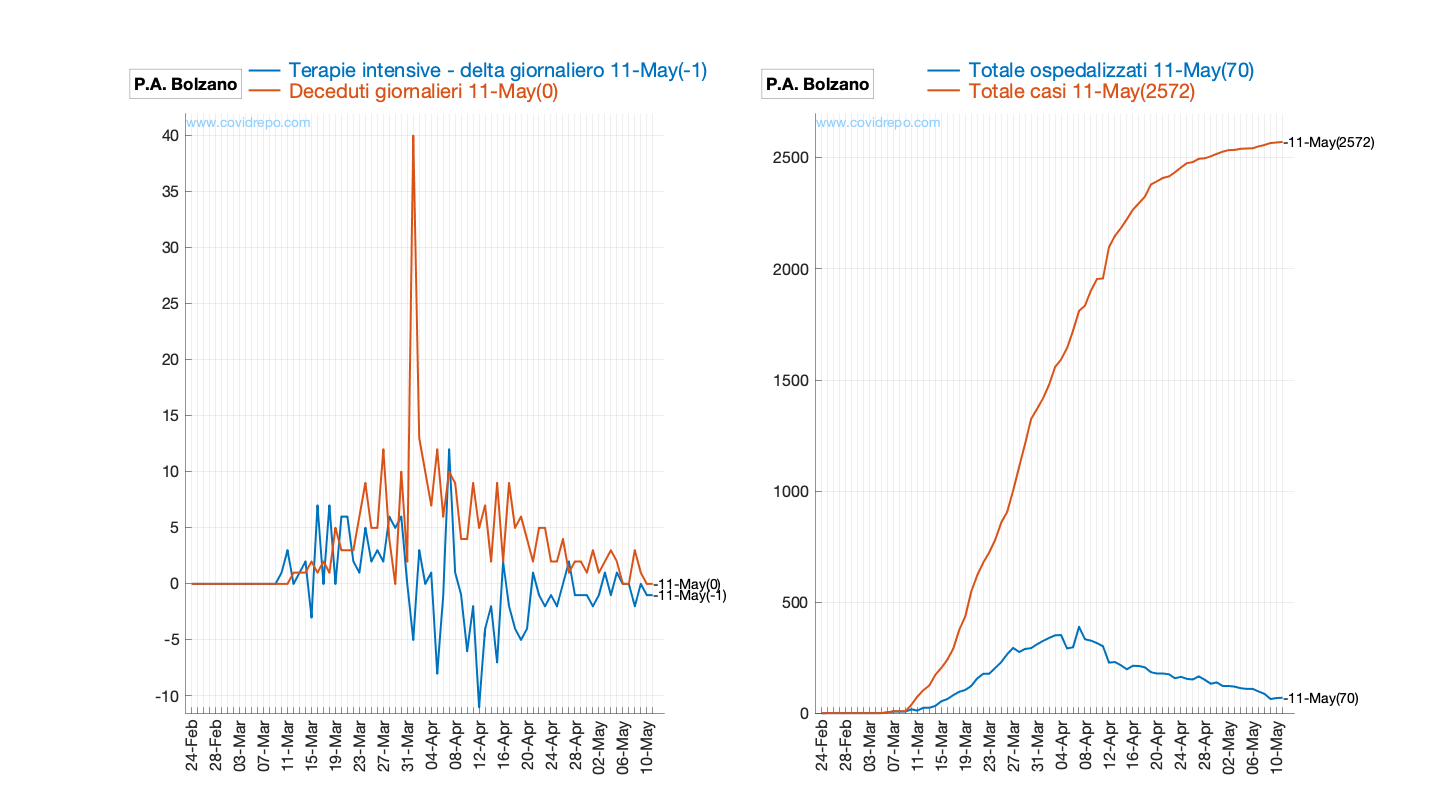 P.A. Bolzano
Terapie intensive - delta giornaliero 11-May(-1)
Deceduti giornalieri 11-May(0)
www.covidrepo.com
40
35
30
25
20
15
10
5
0
-5
-10
-11-May(0)
-11-May(-1)
24-Feb
28-Feb
03-Mar
07-Mar
11-Mar
15-Mar
19-Mar
23-Mar
27-Mar
31-Mar
04-Apr
08-Apr
12-Apr
16-Apr
20-Apr
24-Apr
28-Apr
02-May
06-May
10-May
P.A. Bolzano
Totale ospedalizzati 11-May(70)
Totale casi 11-May(2572)
www.covidrepo.com
2500
2000
1500
1000
500
0
-11-May(2572)
-11-May(70)
24-Feb
28-Feb
03-Mar
07-Mar
11-Mar
15-Mar
19-Mar
23-Mar
27-Mar
31-Mar
04-Apr
08-Apr
12-Apr
16-Apr
20-Apr
24-Apr
28-Apr
02-May
06-May
10-May